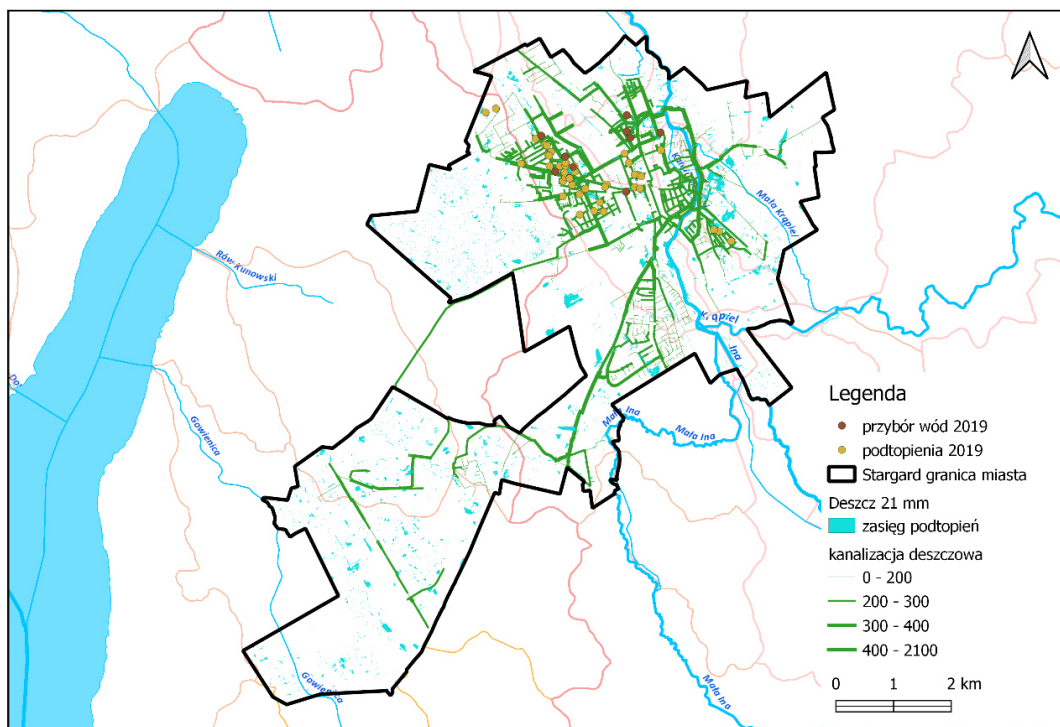 Mała Krąpiel
Rów Kunowski
Krąpiel
Ina
Gowienica
Mała Ina
Mała Ina
Gowienica
Mała Ina
Legenda
przybór wód 2019
podtopienia 2019
Stargard granica miasta
Deszcz 21 mm
zasięg podtopień
kanalizacja deszczowa
0 - 200
200 - 300
300 - 400
400 - 2100
0 1 2 km